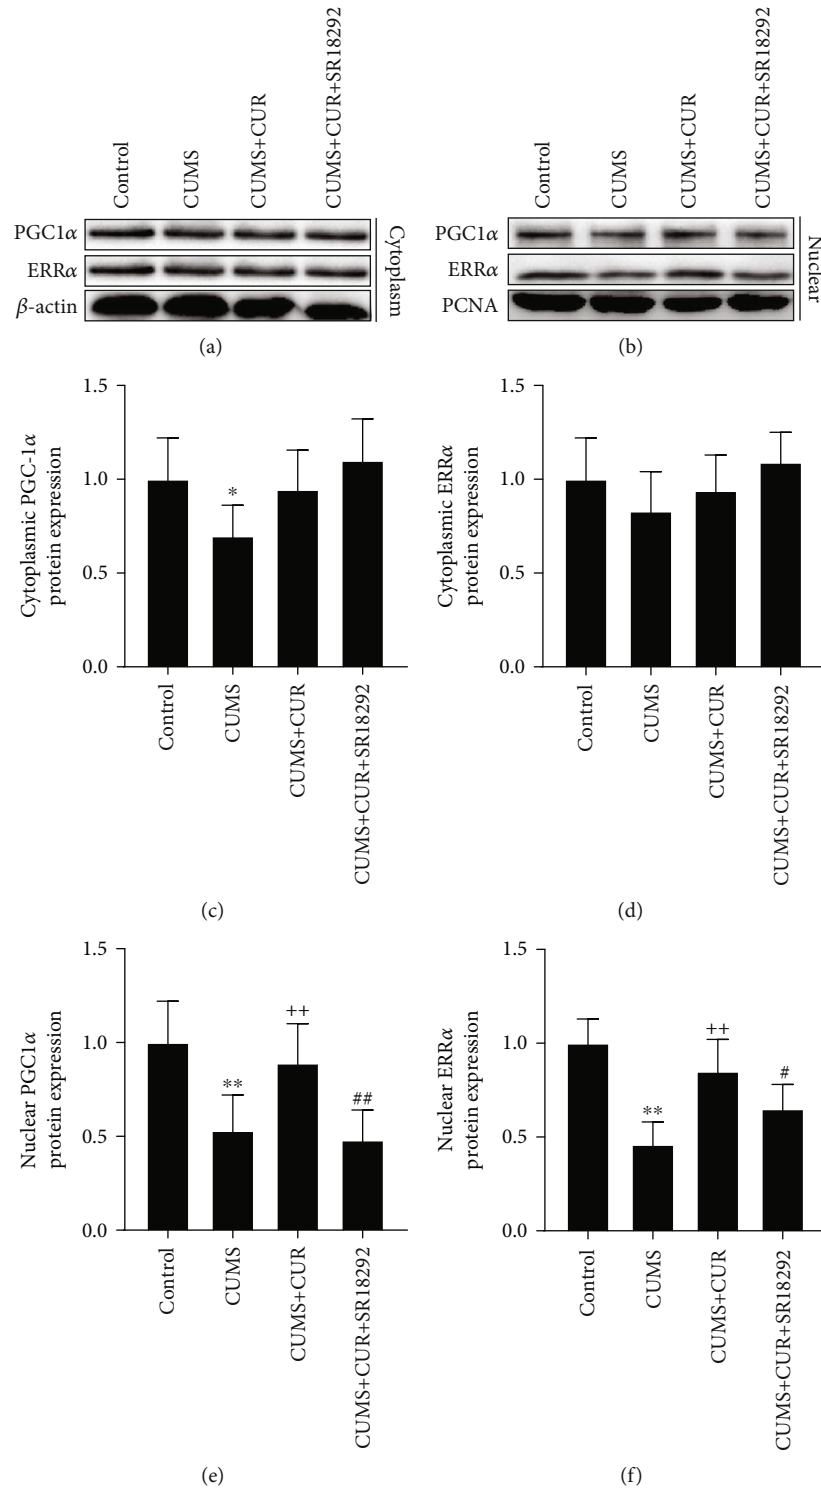 Control
CUMS
CUMS+CUR
CUMS+CUR+SR18292
PGC1α
ERRα
β-actin
Cytoplasm
(a)
Control
CUMS
CUMS+CUR
CUMS+CUR+SR18292
PGC1α
ERRα
PCNA
Nuclear
(b)
Cytoplasmic PGC-1α
protein expression
1.5
1.0
0.5
0.0
*
Control
CUMS
CUMS+CUR
CUMS+CUR+SR18292
(c)
Cytoplasmic ERRα
protein expression
1.5
1.0
0.5
0.0
Control
CUMS
CUMS+CUR
CUMS+CUR+SR18292
(d)
Nuclear PGC1α
protein expression
1.5
1.0
0.5
0.0
**
++
##
Control
CUMS
CUMS+CUR
CUMS+CUR+SR18292
(e)
Nuclear ERRα
protein expression
1.5
1.0
0.5
0.0
**
++
#
Control
CUMS
CUMS+CUR
CUMS+CUR+SR18292
(f)